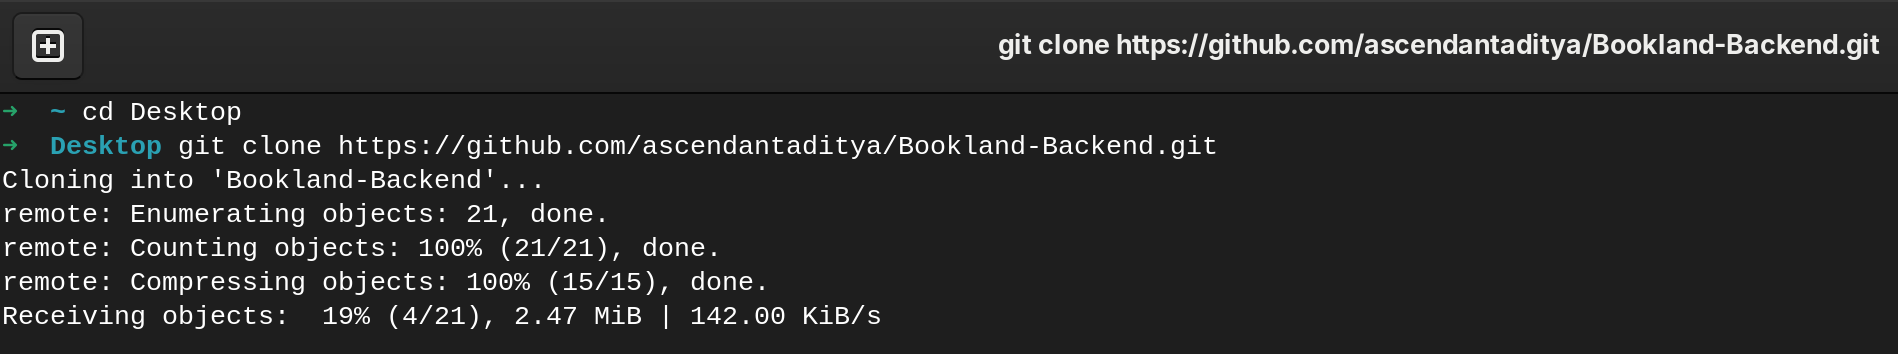 git clone https://github.com/ascendantaditya/Bookland-Backend.git
➜  ~ cd Desktop
➜  Desktop git clone https://github.com/ascendantaditya/Bookland-Backend.git
Cloning into 'Bookland-Backend'...
remote: Enumerating objects: 21, done.
remote: Counting objects: 100% (21/21), done.
remote: Compressing objects: 100% (15/15), done.
Receiving objects:  19% (4/21), 2.47 MiB | 142.00 KiB/s